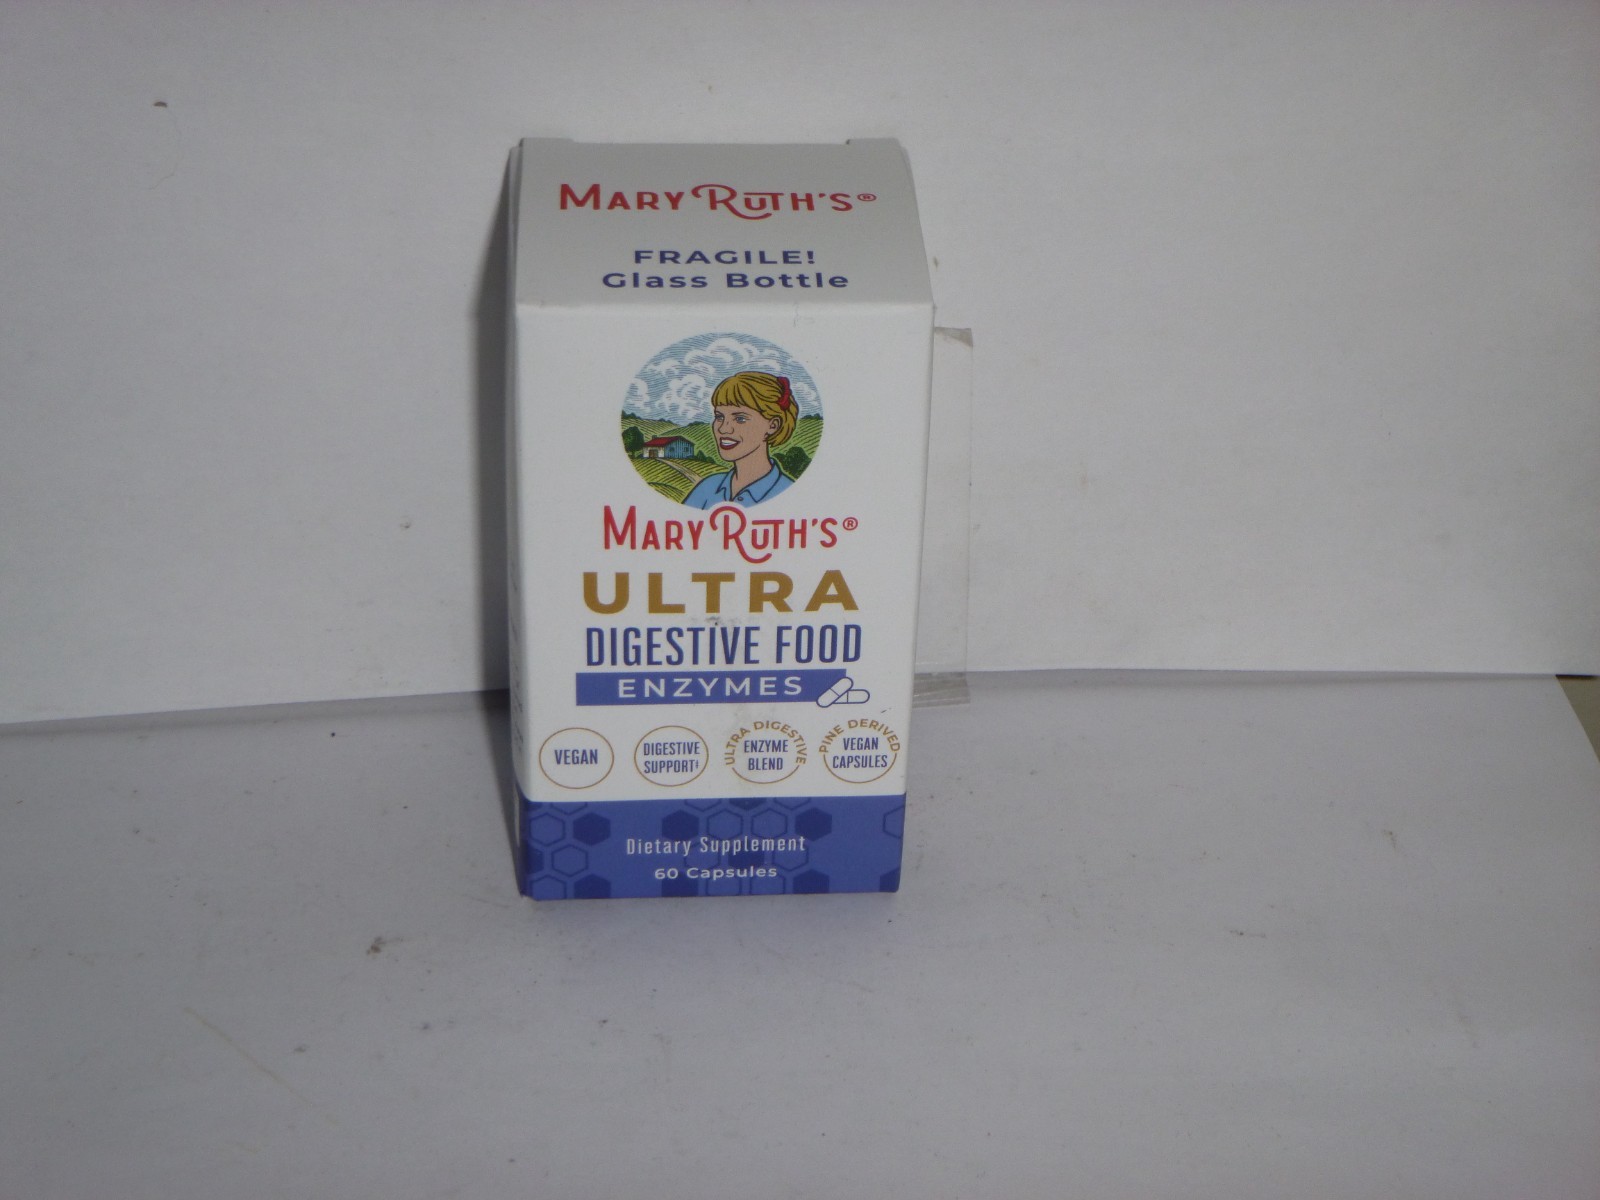 MARY RUTH'S®
FRAGILE!
Glass Bottle
MARY RUTH'S®
ULTRA
DIGESTIVE FOOD
ENZYMES
VEGAN
DIGESTIVE
SUPPORT‡
ULTRA DIGESTIVE
ENZYME
BLEND
PINE DERIVED
VEGAN
CAPSULES
Dietary Supplement
60 Capsules